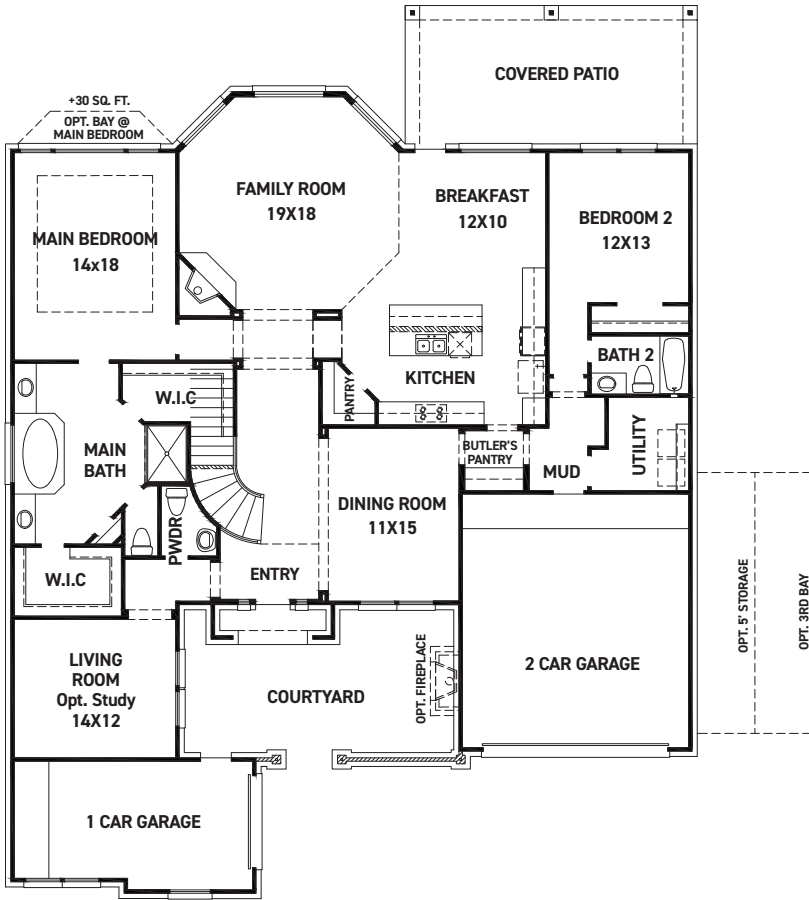 COVERED PATIO
+30 SQ. FT.
OPT. BAY @
MAIN BEDROOM
FAMILY ROOM
19X18
BREAKFAST
12X10
BEDROOM 2
12X13
MAIN BEDROOM
14x18
BATH 2
KITCHEN
W.I.C
PANTRY
MAIN
BATH
BUTLER'S
PANTRY
MUD
UTILITY
DINING ROOM
11X15
PWDR
W.I.C
ENTRY
LIVING
ROOM
Opt. Study
14X12
COURTYARD
OPT. FIREPLACE
2 CAR GARAGE
OPT. 5' STORAGE
OPT. 3RD BAY
1 CAR GARAGE